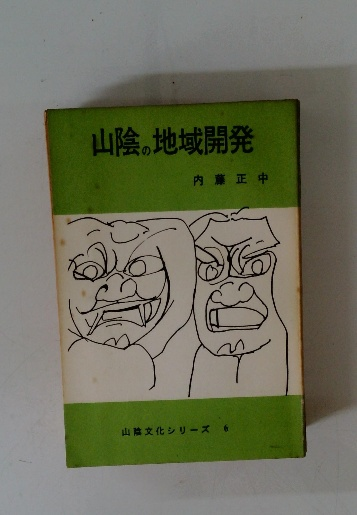 山陰の地域開発
内藤正中
山陰文化シリーズ 6